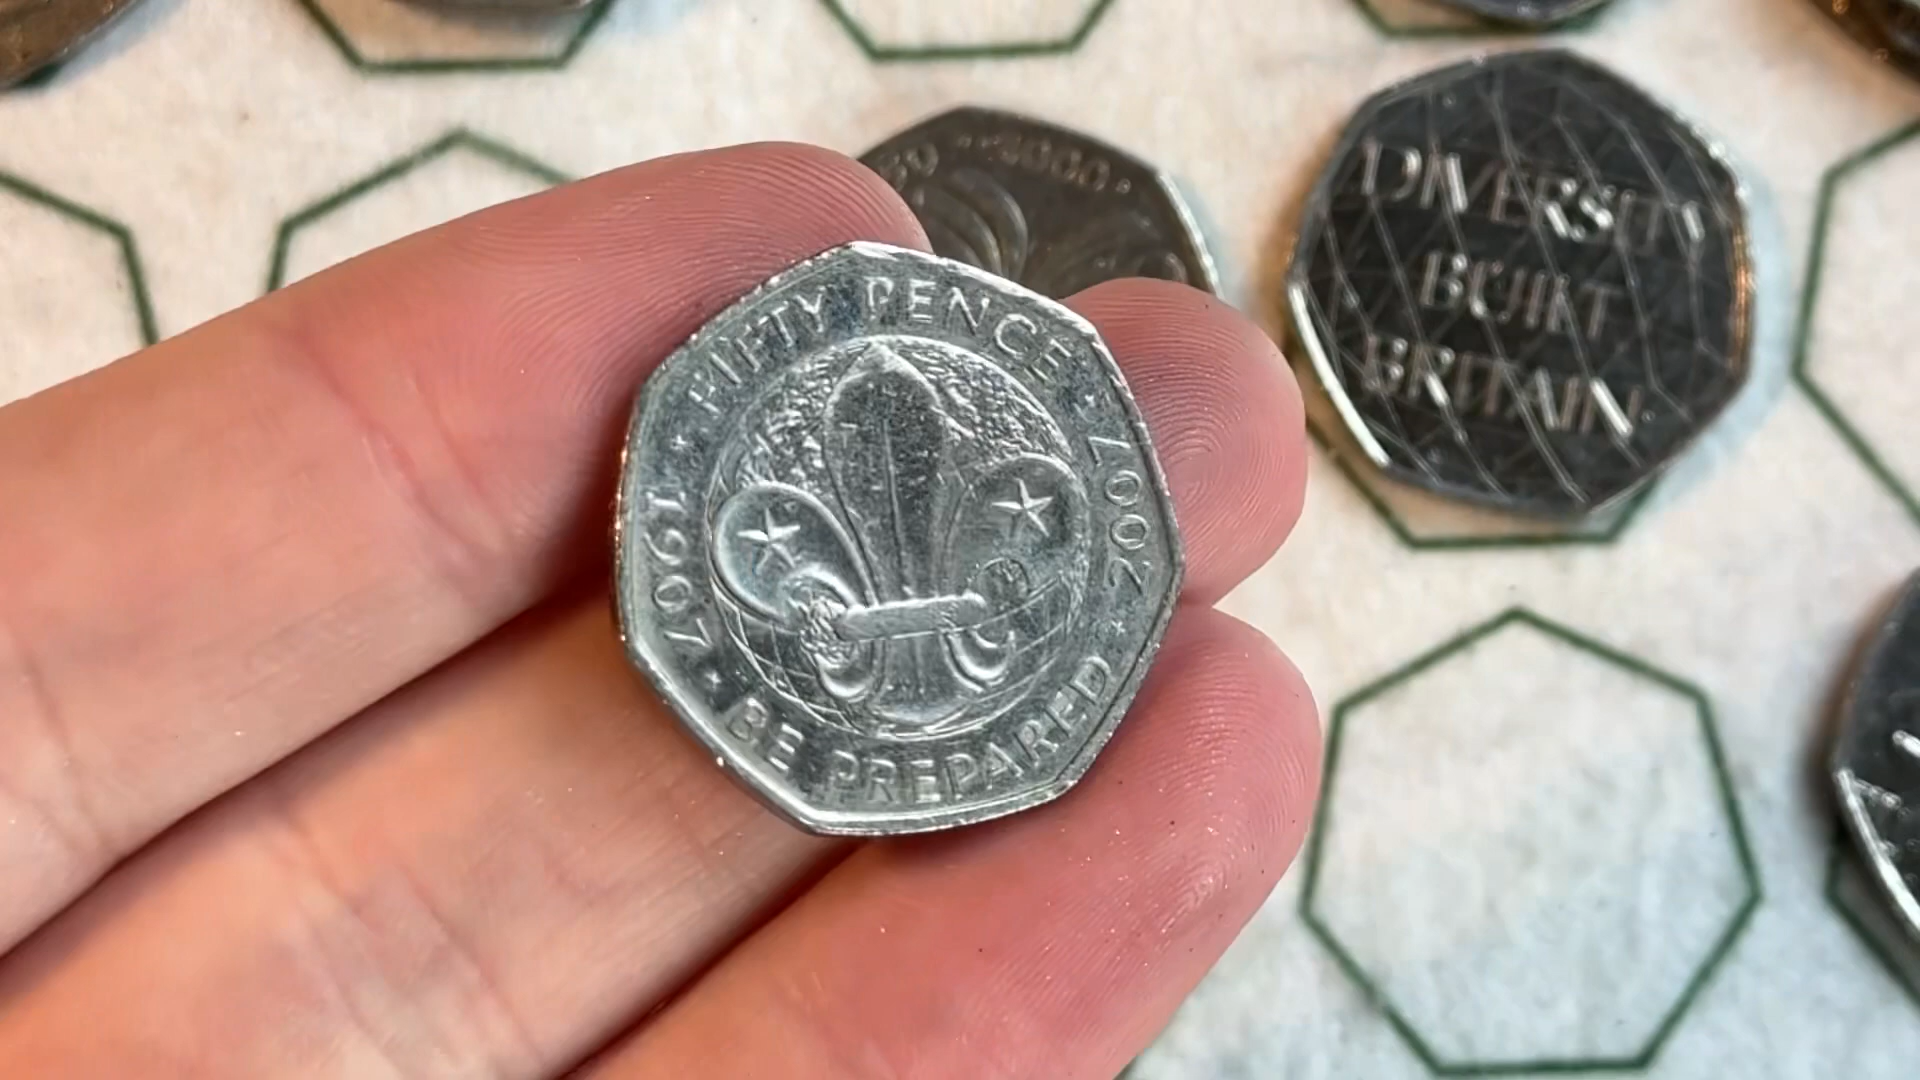 FIFTY PENCE
1907
2007
BE PREPARED
2000
DIVERSITY
BUILT
BRITAIN